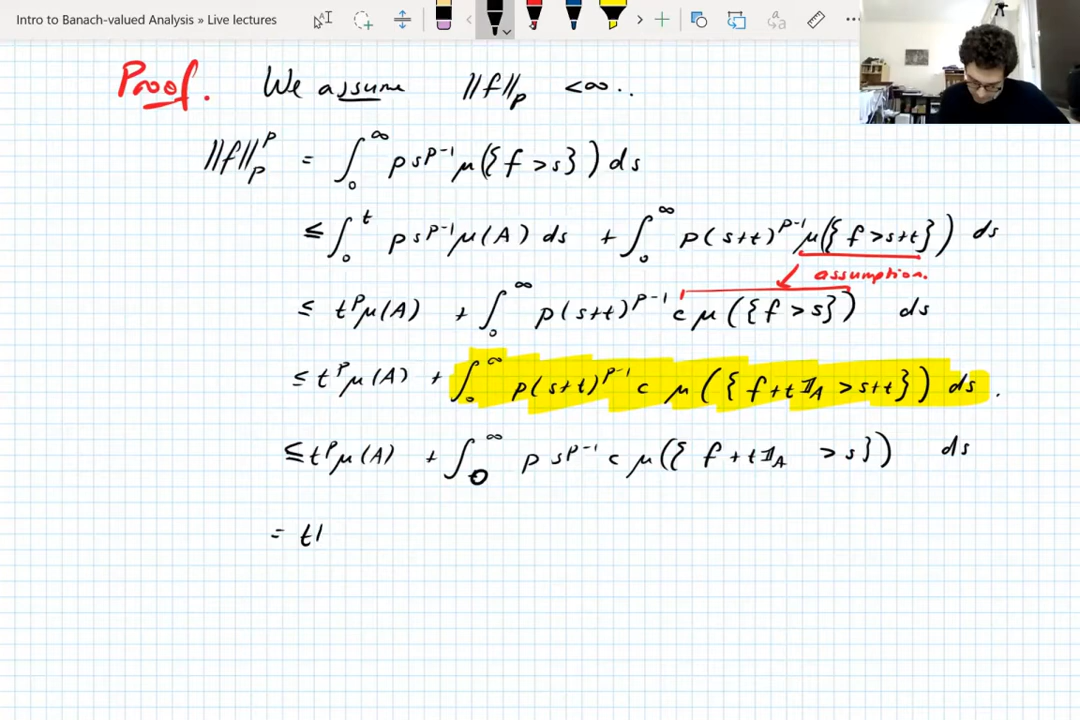 Intro to Banach-valued Analysis » Live lectures
Proof. We assume ‖f‖_p < ∞..
‖f‖_p^p = ∫_0^∞ p s^{p-1} μ({f > s}) ds
≤ ∫_0^t p s^{p-1} μ(A) ds + ∫_0^∞ p(s+t)^{p-1} μ({f > s+t}) ds
assumption.
≤ t^p μ(A) + ∫_0^∞ p(s+t)^{p-1} c μ({f > s}) ds
≤ t^p μ(A) + ∫_0^∞ p(s+t)^{p-1} c μ({f + t𝟙_A > s+t}) ds.
≤ t^p μ(A) + ∫_0^∞ p s^{p-1} c μ({f + t𝟙_A > s}) ds
= t